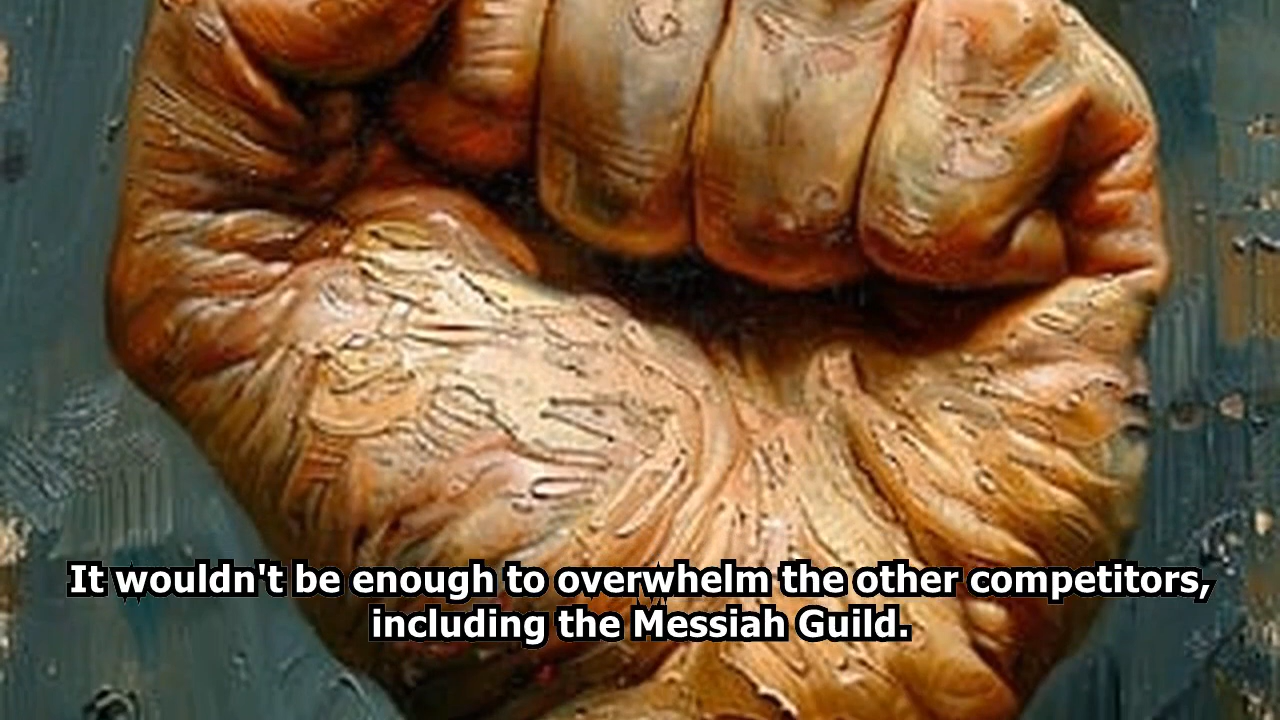 It wouldn't be enough to overwhelm the other competitors,
including the Messiah Guild.